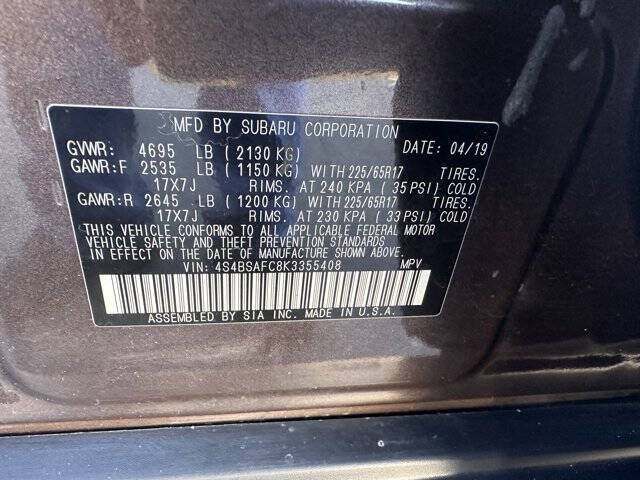 MFD BY SUBARU CORPORATION
GVWR: 4695 LB (2130 KG) DATE: 04/19
GAWR:F 2535 LB (1150 KG) WITH 225/65R17 TIRES.
17X7J RIMS. AT 240 KPA (35 PSI) COLD
GAWR:R 2645 LB (1200 KG) WITH 225/65R17 TIRES.
17X7J RIMS. AT 230 KPA (33 PSI) COLD
THIS VEHICLE CONFORMS TO ALL APPLICABLE FEDERAL MOTOR
VEHICLE SAFETY AND THEFT PREVENTION STANDARDS
IN EFFECT ON THE DATE OF MANUFACTURE SHOWN ABOVE.
VIN: 4S4BSAFC8K3355408 MPV
ASSEMBLED BY SIA INC. MADE IN U.S.A.